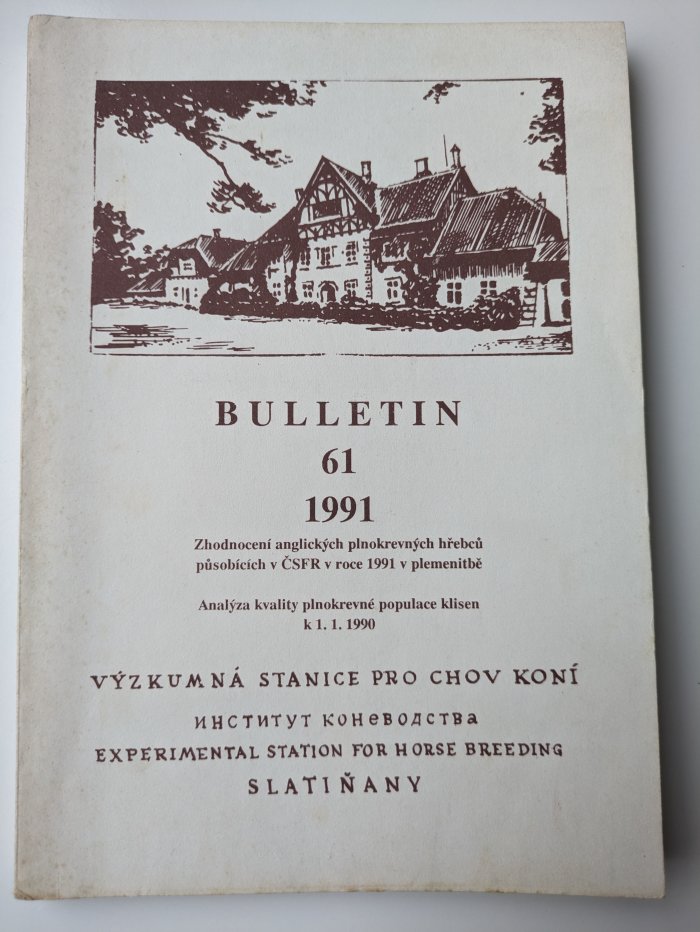 BULLETIN
61
1991
Zhodnocení anglických plnokrevných hřebců
působících v ČSFR v roce 1991 v plemenitbě
Analýza kvality plnokrevné populace klisen
k 1. 1. 1990
VÝZKUMNÁ STANICE PRO CHOV KONÍ
ИНСТИТУТ КОНЕВОДСТВА
EXPERIMENTAL STATION FOR HORSE BREEDING
SLATIŇANY